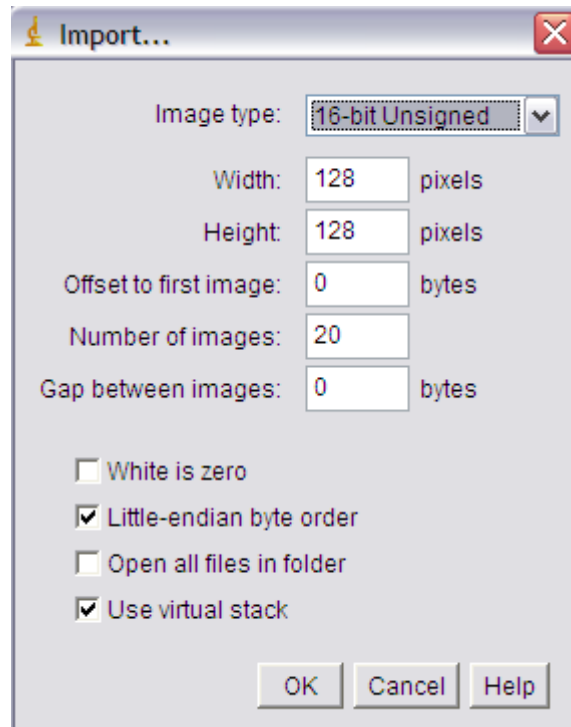 Import...
Image type: 16-bit Unsigned
Width: 128 pixels
Height: 128 pixels
Offset to first image: 0 bytes
Number of images: 20
Gap between images: 0 bytes
White is zero
Little-endian byte order
Open all files in folder
Use virtual stack
OK Cancel Help